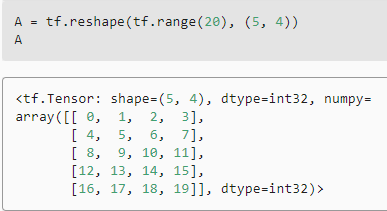 A = tf.reshape(tf.range(20), (5, 4))
A
<tf.Tensor: shape=(5, 4), dtype=int32, numpy=
array([[ 0,  1,  2,  3],
       [ 4,  5,  6,  7],
       [ 8,  9, 10, 11],
       [12, 13, 14, 15],
       [16, 17, 18, 19]], dtype=int32)>